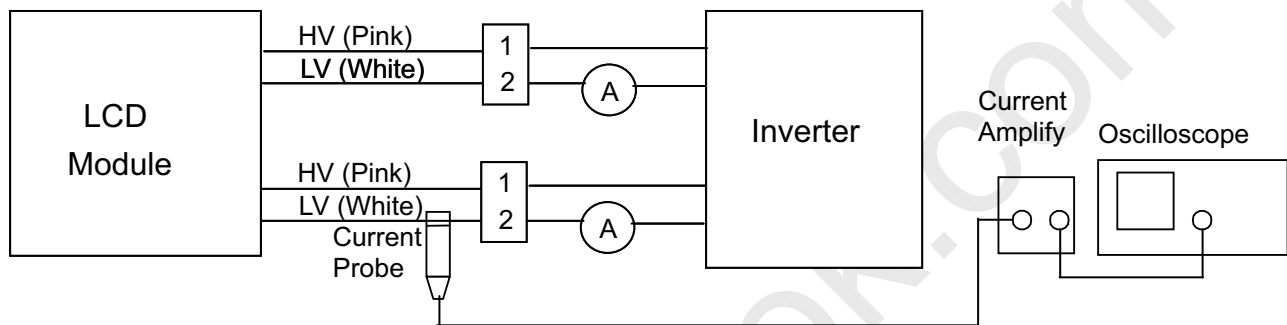 HV (Pink)
1
LV (White)
2
A
LCD
Module
HV (Pink)
1
LV (White)
2
A
Current
Probe
Inverter
Current
Amplify
Oscilloscope